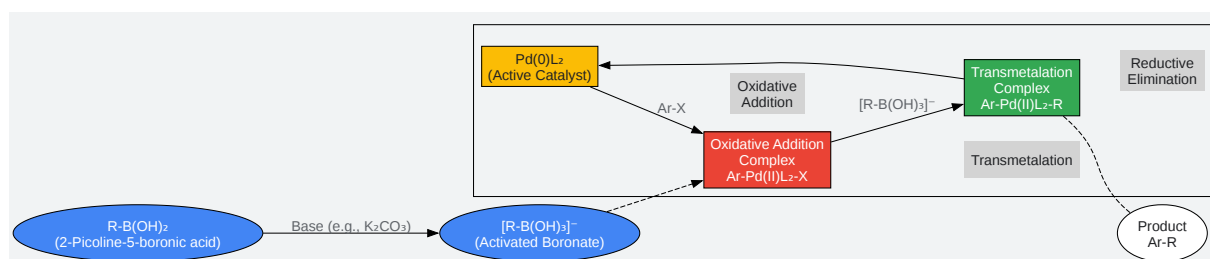 Pd(0)L₂
(Active Catalyst)
Oxidative
Addition
Transmetalation
Complex
Ar-Pd(II)L₂-R
Reductive
Elimination
Ar-X
[R-B(OH)₃]⁻
Oxidative Addition
Complex
Ar-Pd(II)L₂-X
Transmetalation
R-B(OH)₂
(2-Picoline-5-boronic acid)
Base (e.g., K₂CO₃)
[R-B(OH)₃]⁻
(Activated Boronate)
Product
Ar-R